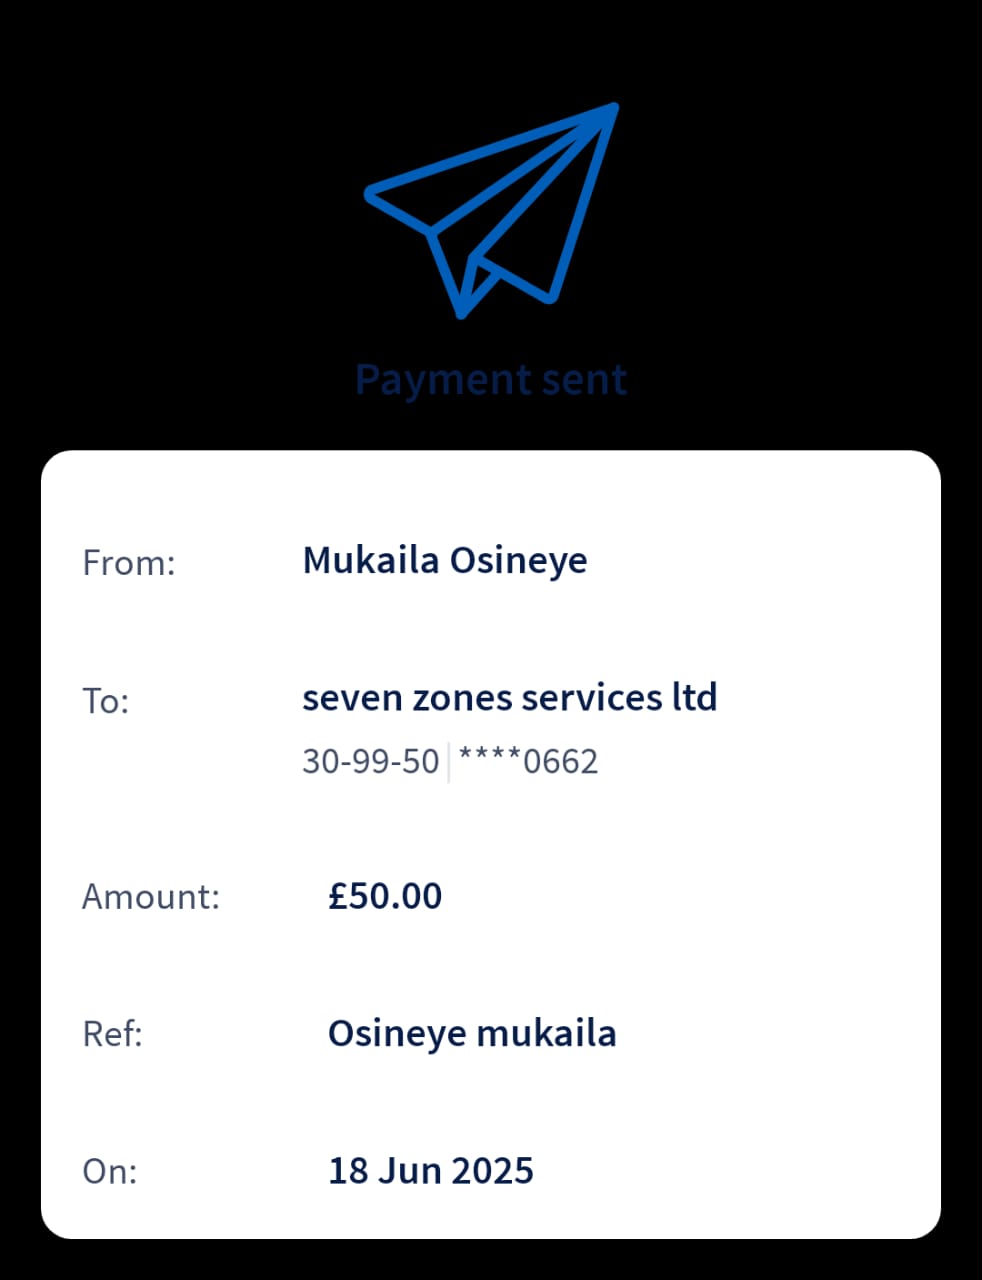 Payment sent
From: Mukaila Osineye
To: seven zones services ltd
30-99-50 ****0662
Amount: £50.00
Ref: Osineye mukaila
On: 18 Jun 2025